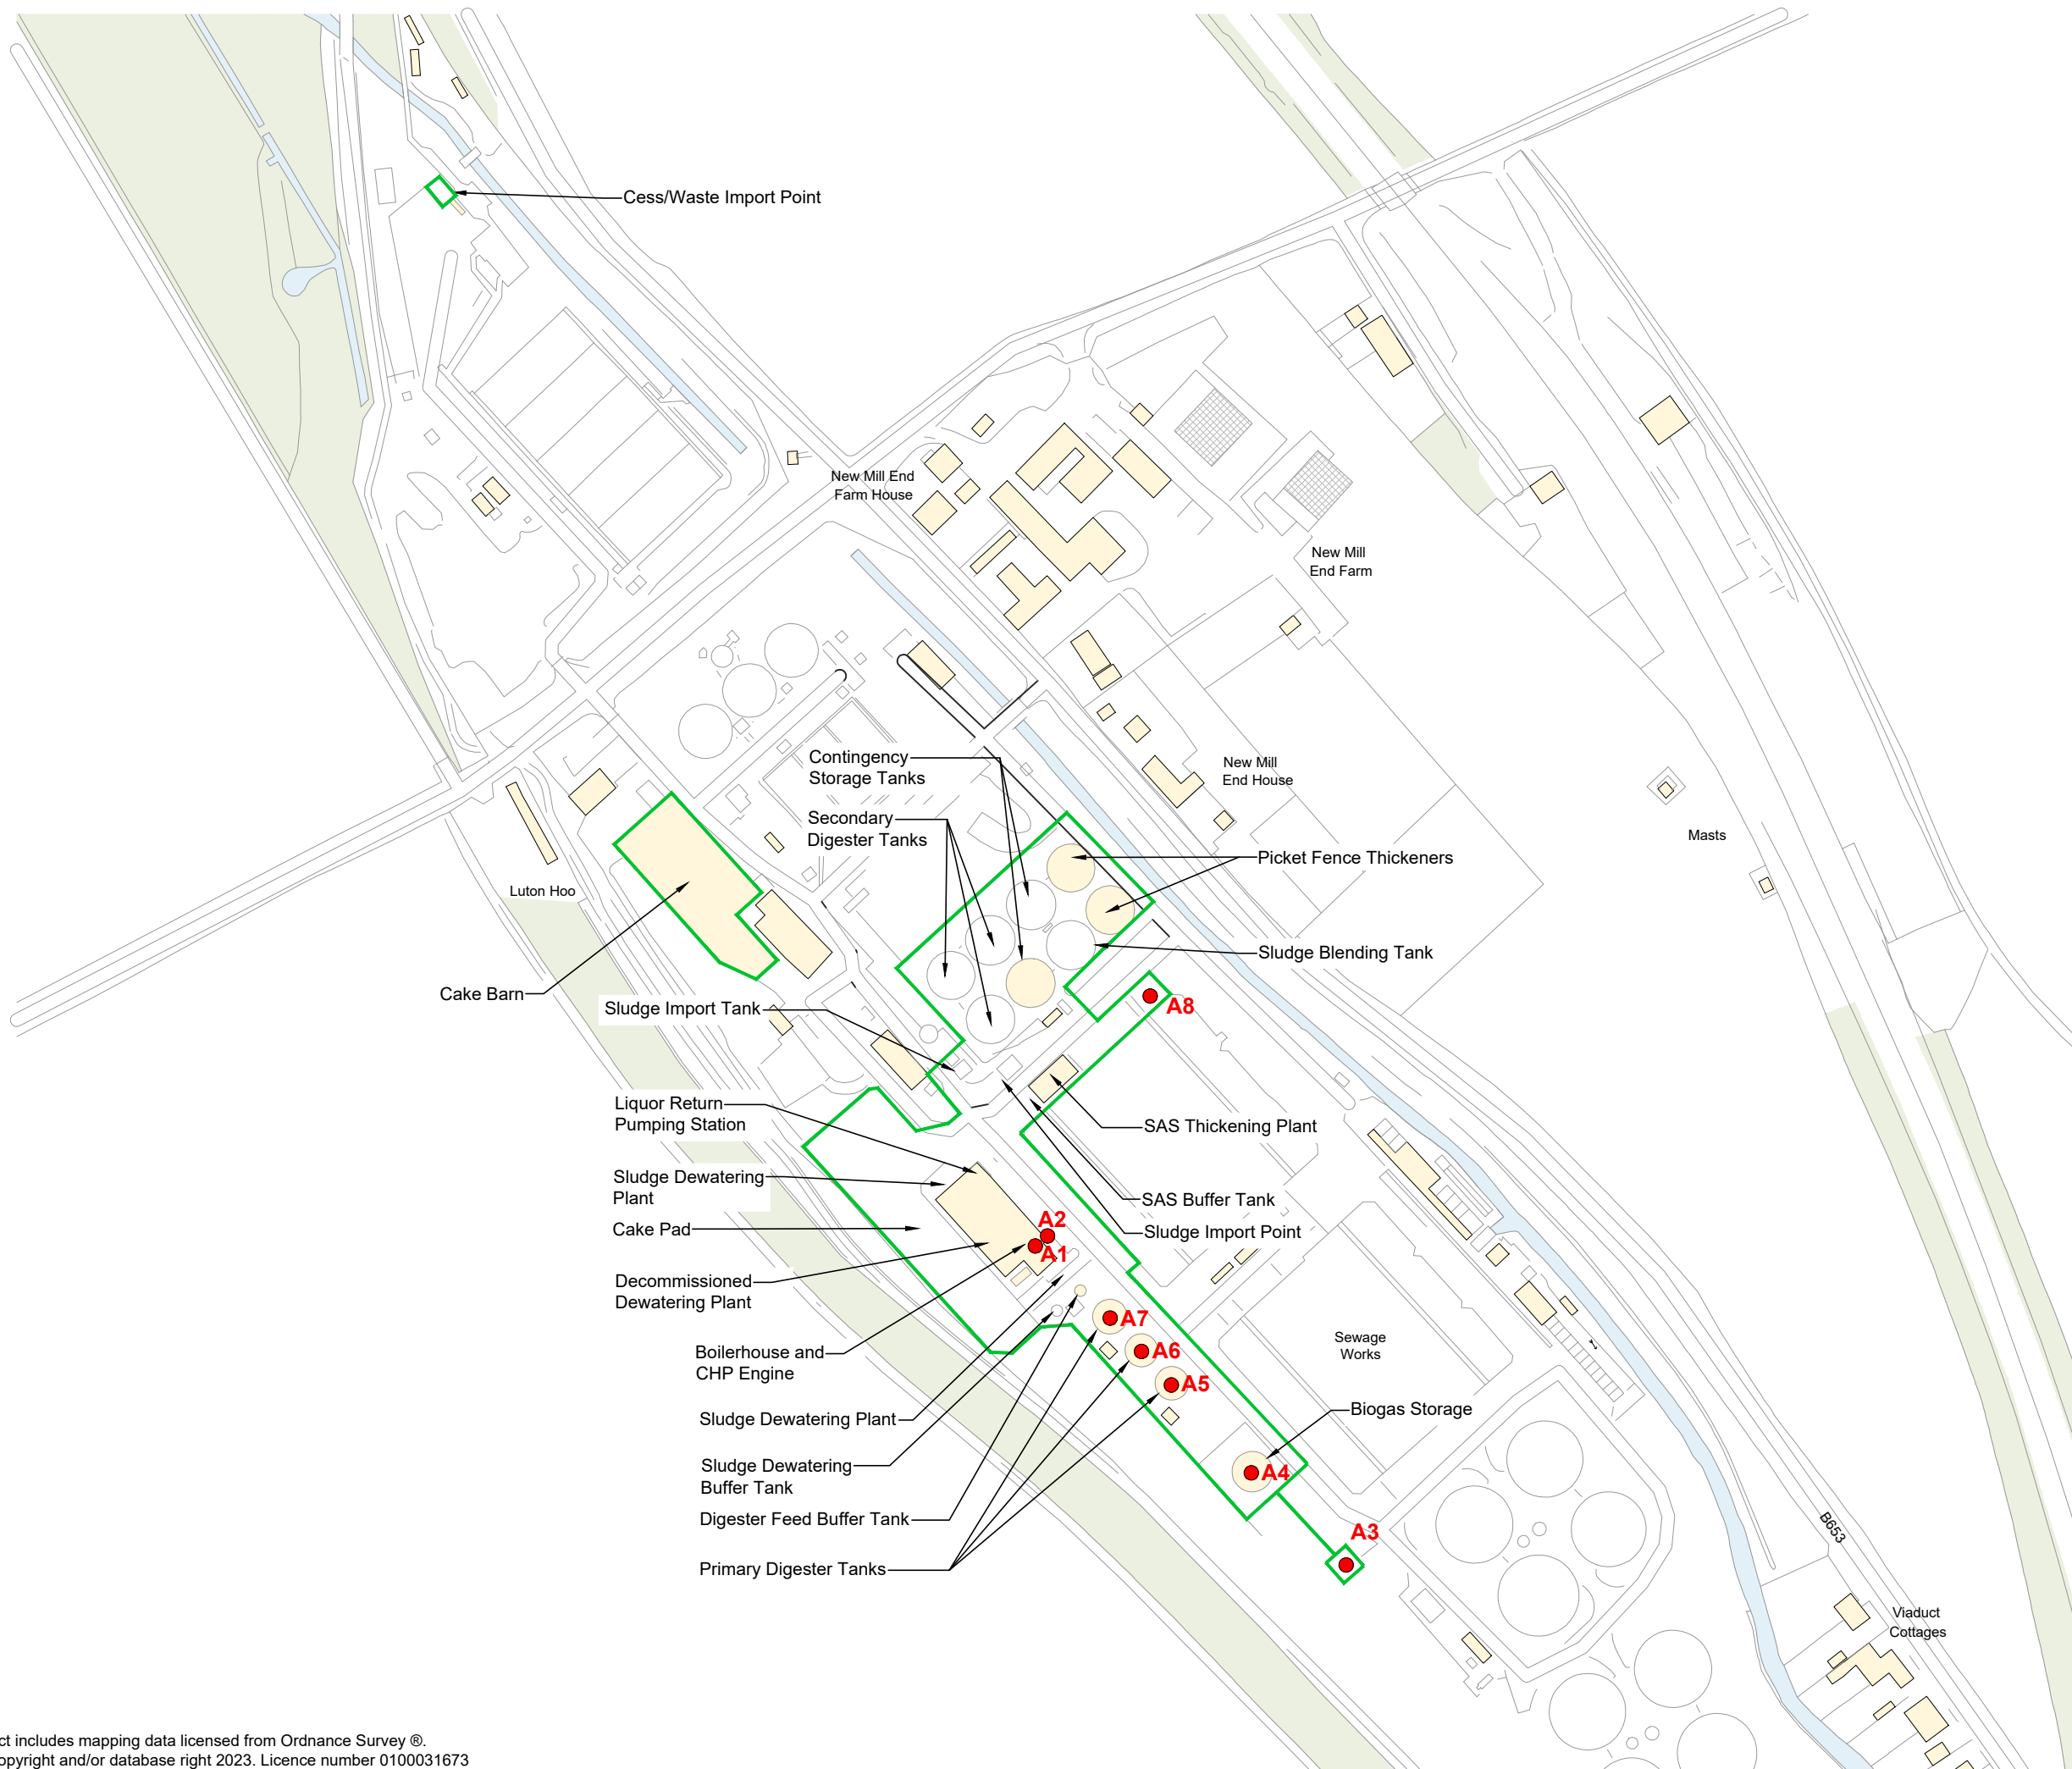 Cess/Waste Import Point
New Mill End
Farm House
New Mill
End Farm
Contingency
Storage Tanks
New Mill
End House
Secondary
Digester Tanks
Masts
Picket Fence Thickeners
Luton Hoo
Sludge Blending Tank
Cake Barn
Sludge Import Tank
A8
Liquor Return
Pumping Station
SAS Thickening Plant
Sludge Dewatering
Plant
SAS Buffer Tank
Cake Pad
A2
Sludge Import Point
A1
Decommissioned
Dewatering Plant
A7
Boilerhouse and
CHP Engine
A6
Sewage
Works
A5
Sludge Dewatering Plant
Biogas Storage
Sludge Dewatering
Buffer Tank
A4
Digester Feed Buffer Tank
A3
B653
Primary Digester Tanks
Viaduct
Cottages
ct includes mapping data licensed from Ordnance Survey ®.
opyright and/or database right 2023. Licence number 0100031673